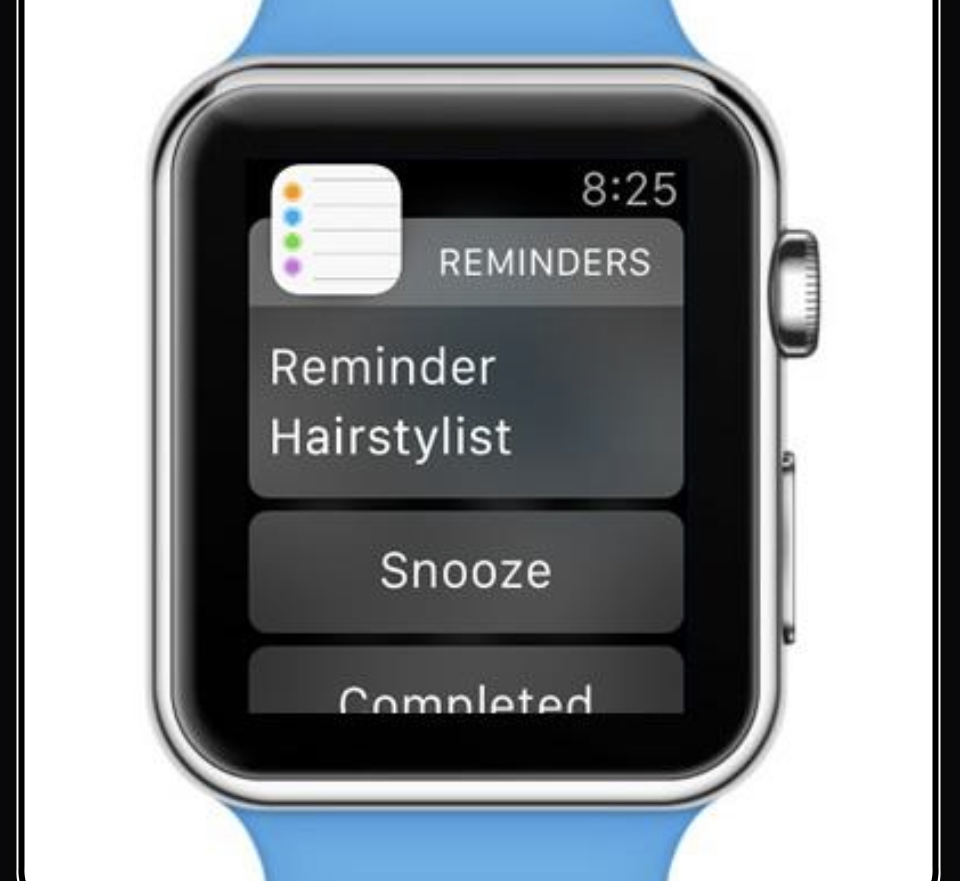 8:25
REMINDERS
Reminder
Hairstylist
Snooze
Completed